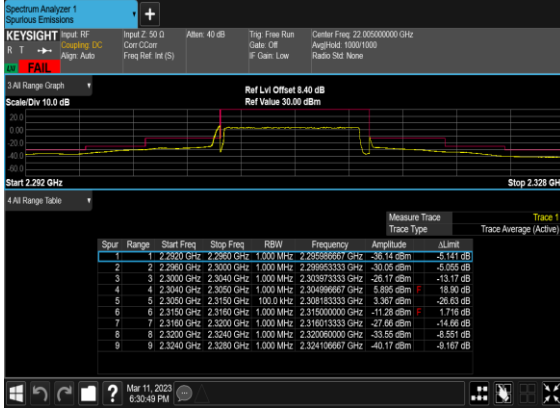 Spectrum Analyzer 1
Spurious Emissions
+
KEYSIGHT Input: RF Input Z: 50 Ω Atten: 40 dB Trig: Free Run Center Freq: 22.005000000 GHz
R T Coupling: DC Corr CCorr Gate: Off Avg|Hold: 1000/1000
Align: Auto Freq Ref: Int (S) IF Gain: Low Radio Std: None
FAIL
3 All Range Graph
Ref Lvl Offset 8.40 dB
Scale/Div 10.0 dB Ref Value 30.00 dBm
20.0
0.00
-20.0
-40.0
-60.0
Start 2.292 GHz Stop 2.328 GH
4 All Range Table
Measure Trace Trace 1
Trace Type Trace Average (Active)
Spur Range Start Freq Stop Freq RBW Frequency Amplitude ΔLimit
1 1 2.2920 GHz 2.2960 GHz 1.000 MHz 2.295986667 GHz -36.14 dBm -5.141 dB
2 2 2.2960 GHz 2.3000 GHz 1.000 MHz 2.299953333 GHz -30.05 dBm -5.055 dB
3 3 2.3000 GHz 2.3040 GHz 1.000 MHz 2.303973333 GHz -26.17 dBm -13.17 dB
4 4 2.3040 GHz 2.3050 GHz 1.000 MHz 2.304996667 GHz 5.895 dBm F 18.90 dB
5 5 2.3050 GHz 2.3150 GHz 100.0 kHz 2.308183333 GHz 3.367 dBm -26.63 dB
6 6 2.3150 GHz 2.3160 GHz 1.000 MHz 2.315000000 GHz -11.28 dBm F 1.716 dB
7 7 2.3160 GHz 2.3200 GHz 1.000 MHz 2.316013333 GHz -27.66 dBm -14.66 dB
8 8 2.3200 GHz 2.3240 GHz 1.000 MHz 2.320060000 GHz -33.55 dBm -8.551 dB
9 9 2.3240 GHz 2.3280 GHz 1.000 MHz 2.324106667 GHz -40.17 dBm -9.167 dB
? Mar 11, 2023
6:30:49 PM